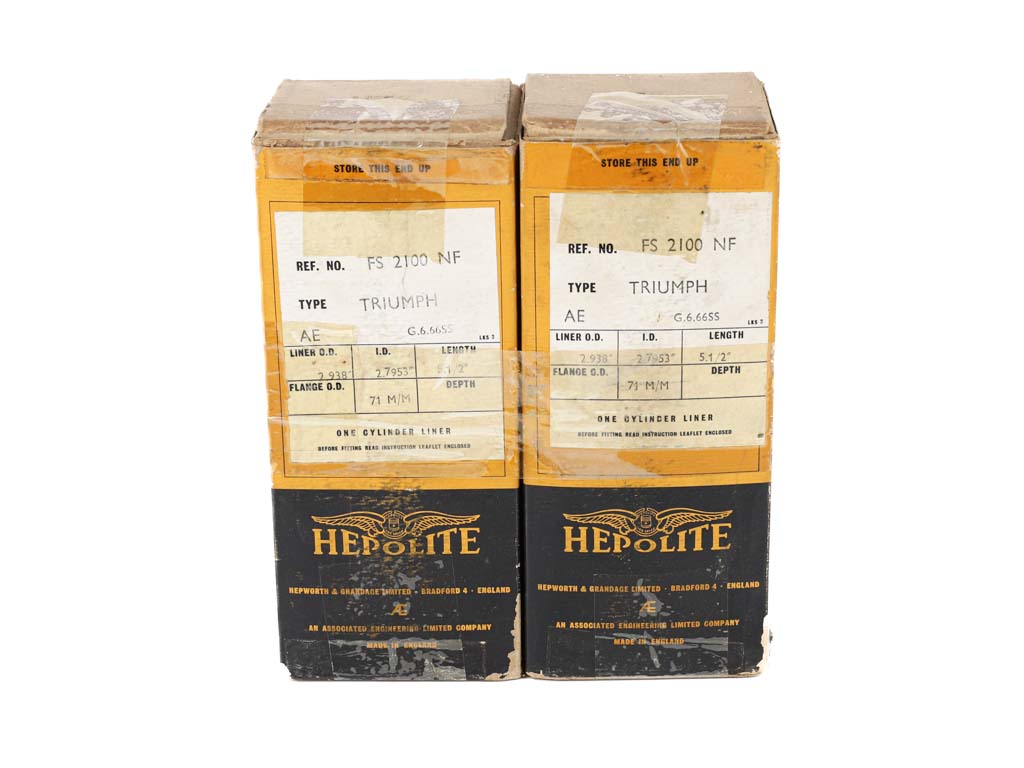 STORE THIS END UP
REF. NO. FS 2100 NF
TYPE TRIUMPH
AE G.6.66SS LKS 3
LINER O.D. I.D. LENGTH
2.938" 2.7953" 5.1/2"
FLANGE O.D. DEPTH
71 M/M
ONE CYLINDER LINER
BEFORE FITTING READ INSTRUCTION LEAFLET ENCLOSED
HEPOLITE
HEPWORTH & GRANDAGE LIMITED · BRADFORD 4 · ENGLAND
AE
AN ASSOCIATED ENGINEERING LIMITED COMPANY
MADE IN ENGLAND
STORE THIS END UP
REF. NO. FS 2100 NF
TYPE TRIUMPH
AE G.6.66SS LKS 3
LINER O.D. I.D. LENGTH
2.938" 2.7953" 5.1/2"
FLANGE O.D. DEPTH
71 M/M
ONE CYLINDER LINER
BEFORE FITTING READ INSTRUCTION LEAFLET ENCLOSED
HEPOLITE
HEPWORTH & GRANDAGE LIMITED · BRADFORD 4 · ENGLAND
AE
AN ASSOCIATED ENGINEERING LIMITED COMPANY
MADE IN ENGLAND